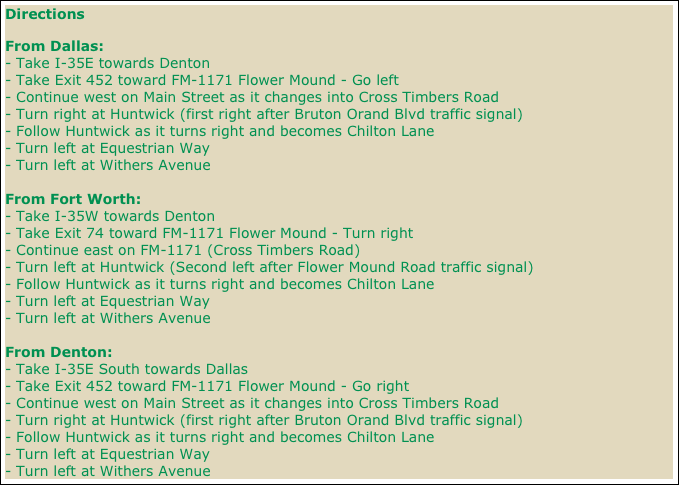 Directions
From Dallas:
- Take I-35E towards Denton
- Take Exit 452 toward FM-1171 Flower Mound - Go left
- Continue west on Main Street as it changes into Cross Timbers Road
- Turn right at Huntwick (first right after Bruton Orand Blvd traffic signal)
- Follow Huntwick as it turns right and becomes Chilton Lane
- Turn left at Equestrian Way
- Turn left at Withers Avenue
From Fort Worth:
- Take I-35W towards Denton
- Take Exit 74 toward FM-1171 Flower Mound - Turn right
- Continue east on FM-1171 (Cross Timbers Road)
- Turn left at Huntwick (Second left after Flower Mound Road traffic signal)
- Follow Huntwick as it turns right and becomes Chilton Lane
- Turn left at Equestrian Way
- Turn left at Withers Avenue
From Denton:
- Take I-35E South towards Dallas
- Take Exit 452 toward FM-1171 Flower Mound - Go right
- Continue west on Main Street as it changes into Cross Timbers Road
- Turn right at Huntwick (first right after Bruton Orand Blvd traffic signal)
- Follow Huntwick as it turns right and becomes Chilton Lane
- Turn left at Equestrian Way
- Turn left at Withers Avenue